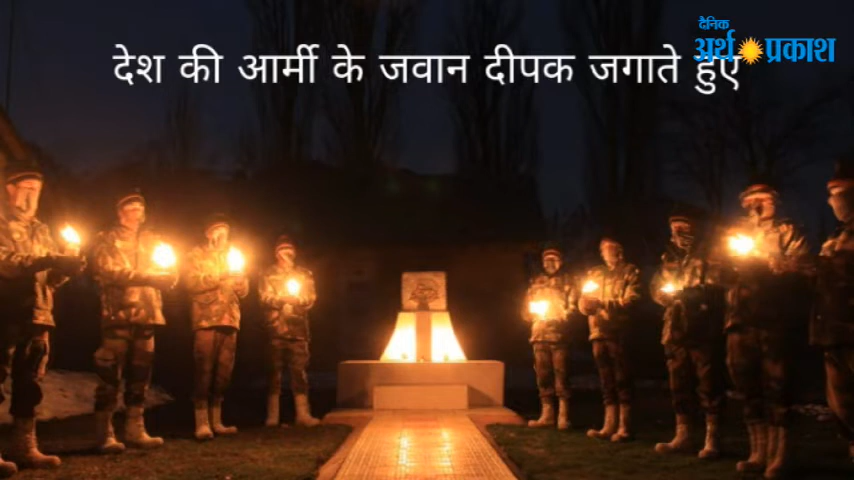 दैनिक
अर्थ प्रकाश
देश की आर्मी के जवान दीपक जगाते हुए